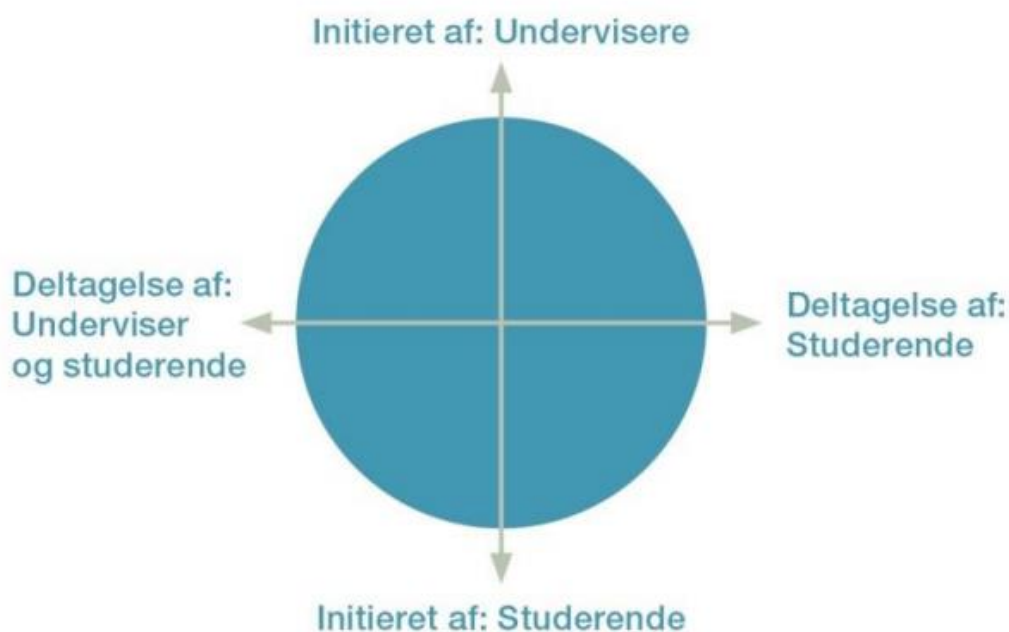 Initieret af: Undervisere
Deltagelse af:
Underviser
og studerende
Deltagelse af:
Studerende
Initieret af: Studerende